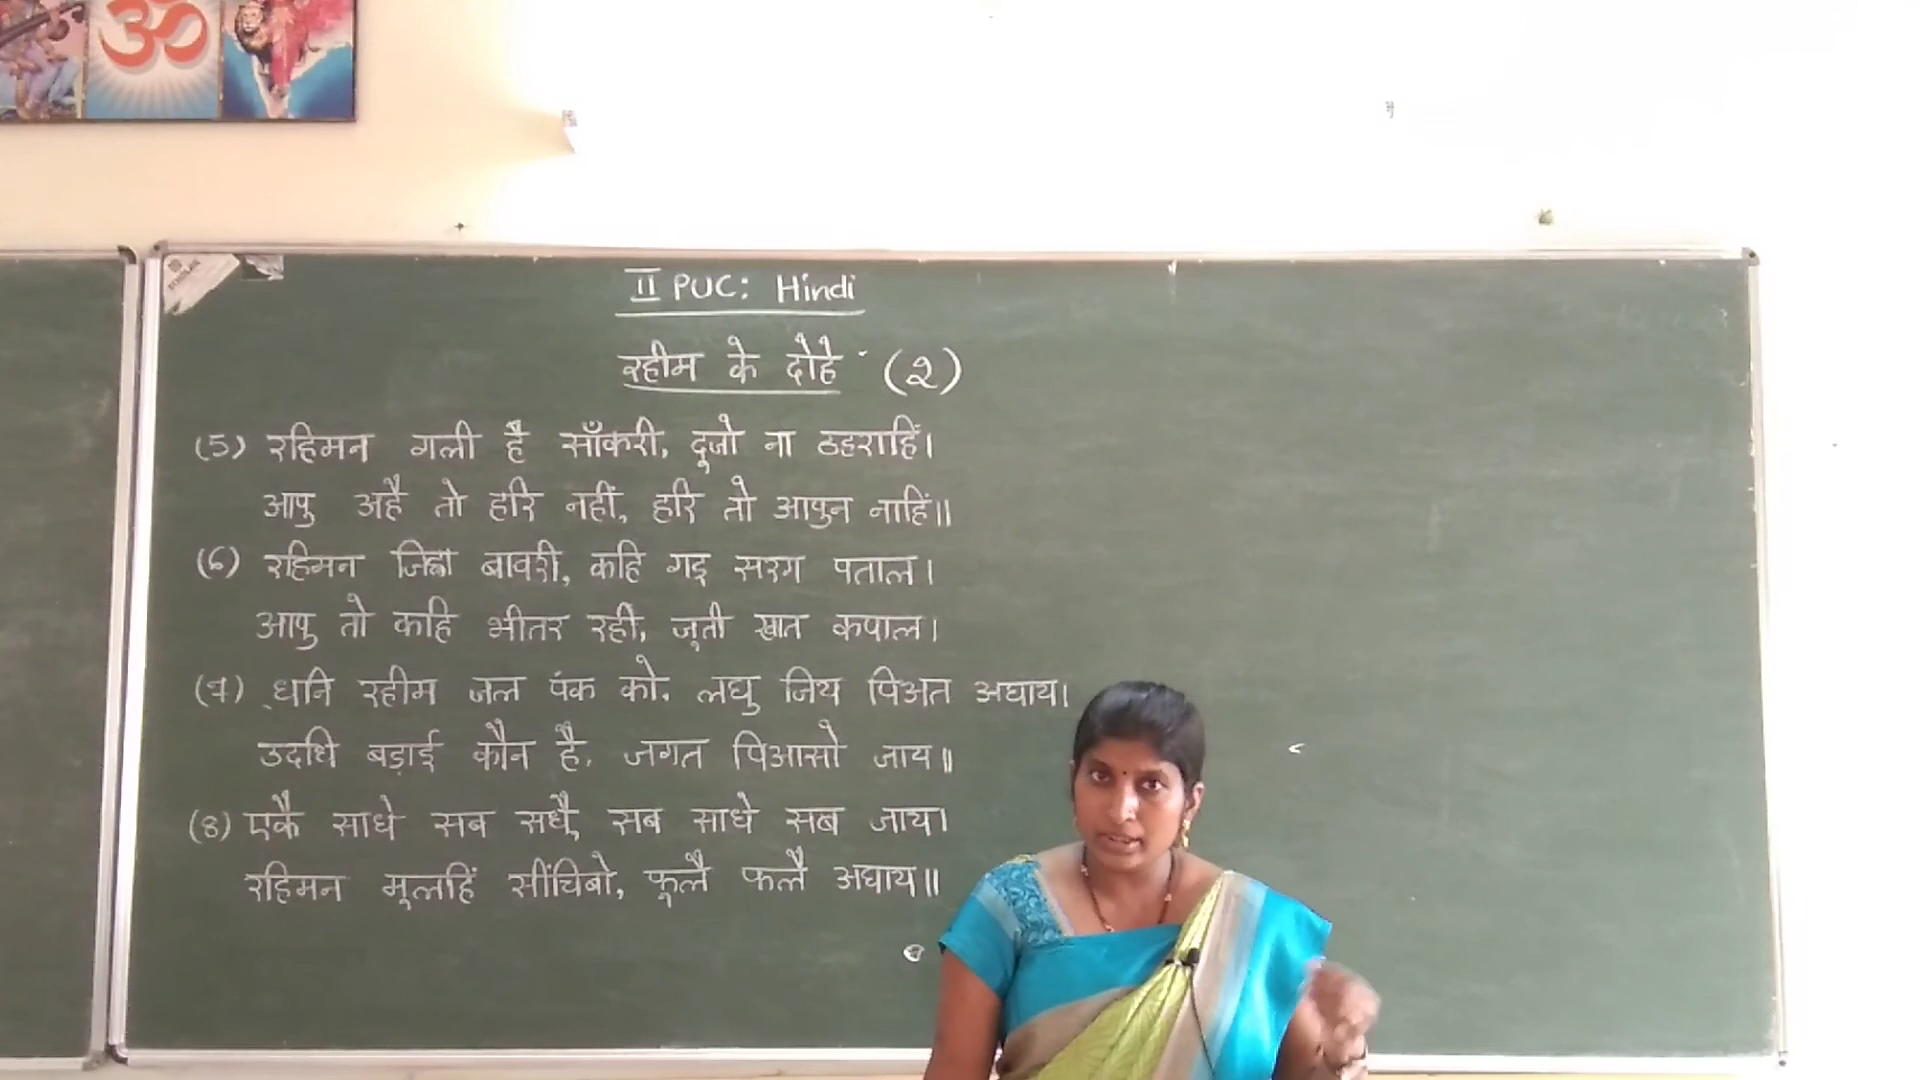 ॐ
II PUC: Hindi
रहीम के दोहे (२)
(5) रहिमन गली है साँकरी, दूजो ना ठहराहिं।
आपु अहै तो हरि नहीं, हरि तो आपुन नाहिं॥
(6) रहिमन जिह्वा बावरी, कहि गइ सरग पताल।
आपु तो कहि भीतर रही, जूती खात कपाल।
(7) धनि रहीम जल पंक को, लघु जिय पिअत अघाय।
उदधि बड़ाई कौन है, जगत पिआसो जाय॥
(8) एकै साधे सब सधै, सब साधे सब जाय।
रहिमन मूलहिं सींचिबो, फूलै फलै अघाय॥